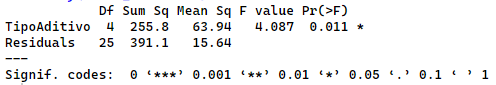 Df Sum Sq Mean Sq F value Pr(>F)
TipoAditivo 4 255.8 63.94 4.087 0.011 *
Residuals 25 391.1 15.64
---
Signif. codes: 0 ‘***’ 0.001 ‘**’ 0.01 ‘*’ 0.05 ‘.’ 0.1 ‘ ’ 1